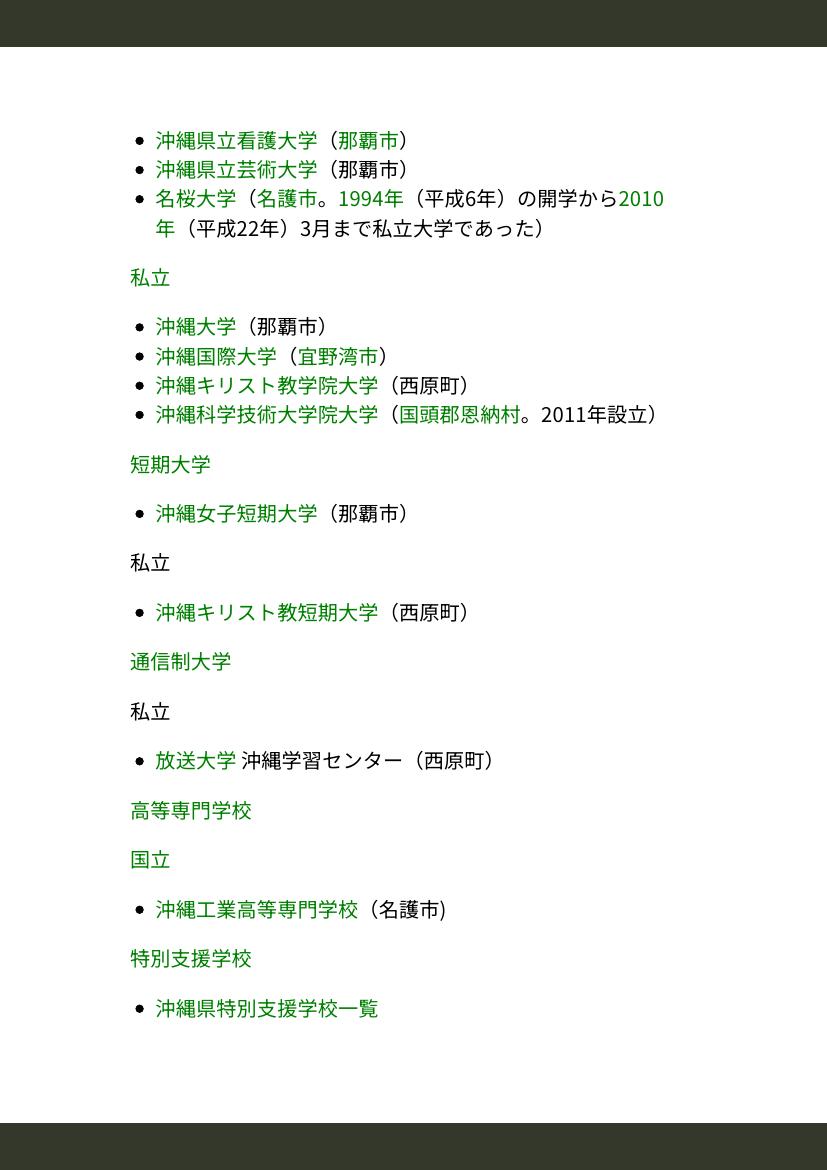 沖縄県立看護大学（那覇市）
沖縄県立芸術大学（那覇市）
名桜大学（名護市。1994年（平成6年）の開学から2010
年（平成22年）3月まで私立大学であった）
私立
沖縄大学（那覇市）
沖縄国際大学（宜野湾市）
沖縄キリスト教学院大学（西原町）
沖縄科学技術大学院大学（国頭郡恩納村。2011年設立）
短期大学
沖縄女子短期大学（那覇市）
私立
沖縄キリスト教短期大学（西原町）
通信制大学
私立
放送大学 沖縄学習センター（西原町）
高等専門学校
国立
沖縄工業高等専門学校（名護市)
特別支援学校
沖縄県特別支援学校一覧